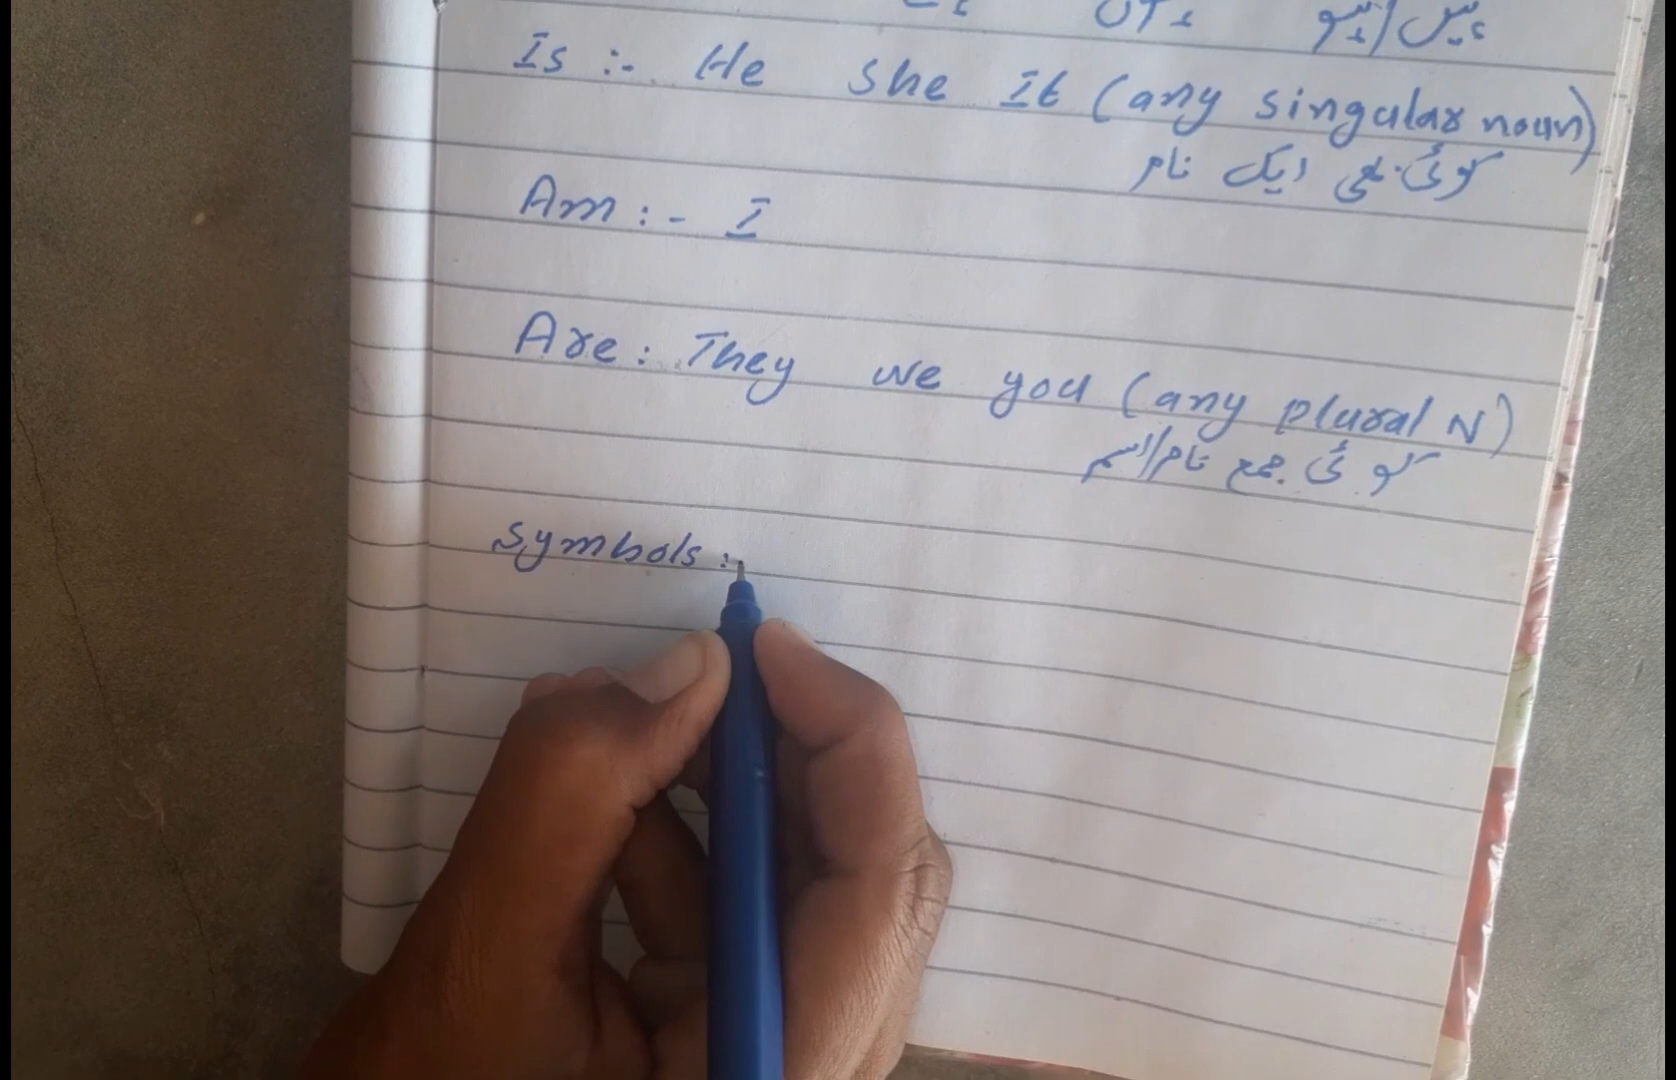 Is :- He She It (any singular noun)
کوئی بھی ایک نام
Am :- I
Are : They we you (any plural N)
کوئی جمع نام/اسم
Symbols :